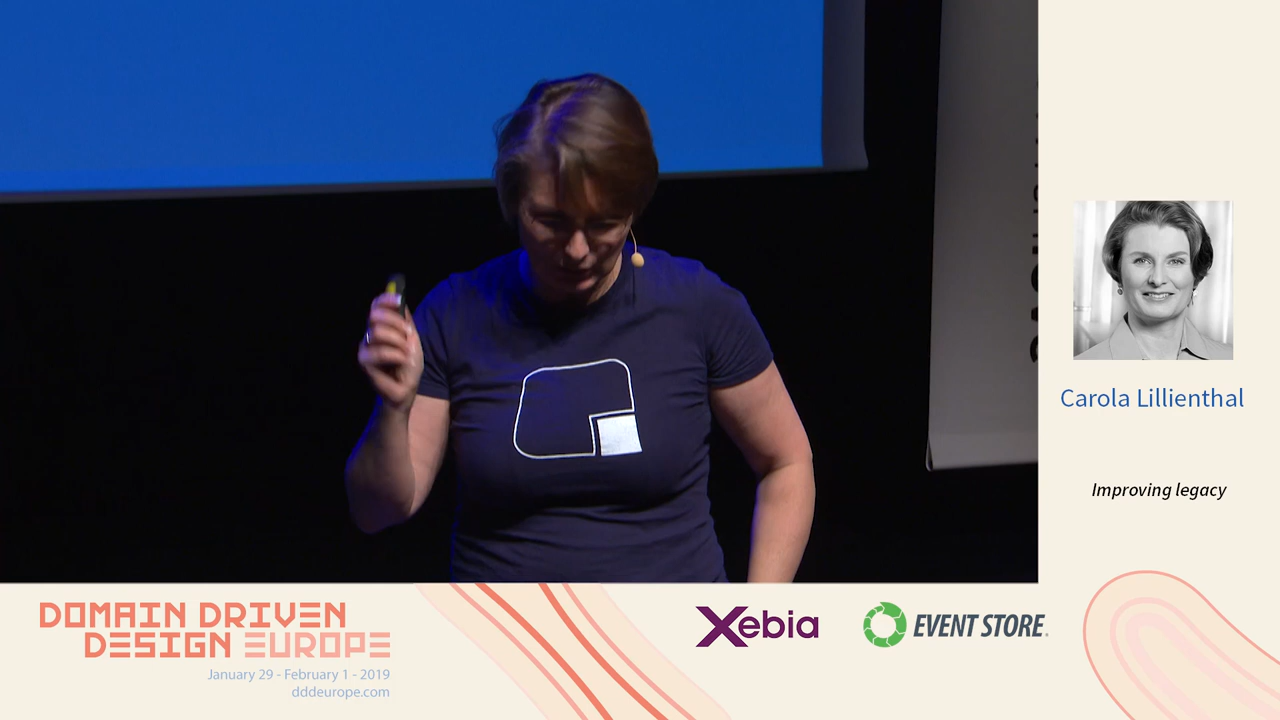 Carola Lillienthal
Improving legacy
DOMAIN DRIVEN
DESIGN EUROPE
January 29 - February 1 - 2019
dddeurope.com
Xebia
EVENT STORE.